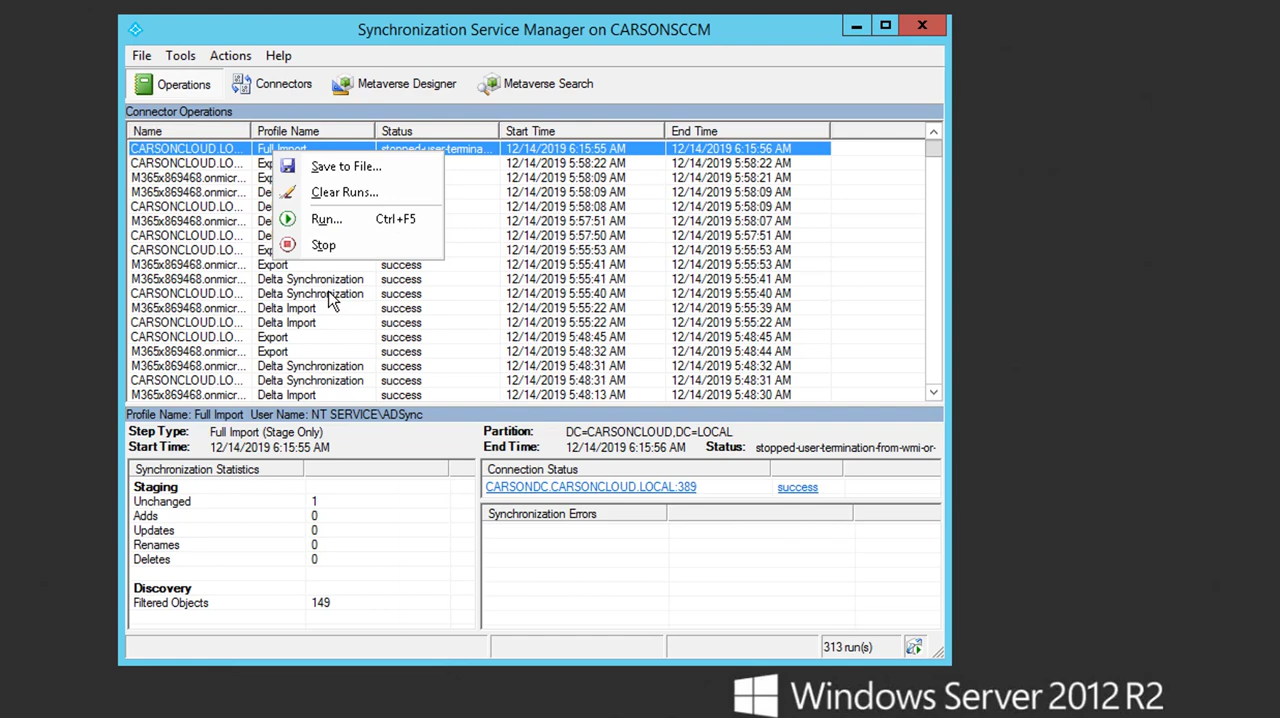 Synchronization Service Manager on CARSONSCCM
File Tools Actions Help
Operations Connectors Metaverse Designer Metaverse Search
Connector Operations
Name Profile Name Status Start Time End Time
CARSONCLOUD.LO... Full Import stopped-user-termina... 12/14/2019 6:15:55 AM 12/14/2019 6:15:56 AM
CARSONCLOUD.LO... Exp 12/14/2019 5:58:22 AM 12/14/2019 5:58:22 AM
M365x869468.onmicr... Exp 12/14/2019 5:58:09 AM 12/14/2019 5:58:21 AM
M365x869468.onmicr... De 12/14/2019 5:58:09 AM 12/14/2019 5:58:09 AM
CARSONCLOUD.LO... De 12/14/2019 5:58:08 AM 12/14/2019 5:58:09 AM
M365x869468.onmicr... De 12/14/2019 5:57:51 AM 12/14/2019 5:58:07 AM
CARSONCLOUD.LO... De 12/14/2019 5:57:50 AM 12/14/2019 5:57:51 AM
CARSONCLOUD.LO... Exp 12/14/2019 5:55:53 AM 12/14/2019 5:55:53 AM
M365x869468.onmicr... Export success 12/14/2019 5:55:41 AM 12/14/2019 5:55:53 AM
M365x869468.onmicr... Delta Synchronization success 12/14/2019 5:55:41 AM 12/14/2019 5:55:41 AM
CARSONCLOUD.LO... Delta Synchronization success 12/14/2019 5:55:40 AM 12/14/2019 5:55:40 AM
M365x869468.onmicr... Delta Import success 12/14/2019 5:55:22 AM 12/14/2019 5:55:39 AM
CARSONCLOUD.LO... Delta Import success 12/14/2019 5:55:22 AM 12/14/2019 5:55:22 AM
CARSONCLOUD.LO... Export success 12/14/2019 5:48:45 AM 12/14/2019 5:48:45 AM
M365x869468.onmicr... Export success 12/14/2019 5:48:32 AM 12/14/2019 5:48:44 AM
M365x869468.onmicr... Delta Synchronization success 12/14/2019 5:48:31 AM 12/14/2019 5:48:32 AM
CARSONCLOUD.LO... Delta Synchronization success 12/14/2019 5:48:31 AM 12/14/2019 5:48:31 AM
M365x869468.onmicr... Delta Import success 12/14/2019 5:48:13 AM 12/14/2019 5:48:30 AM
Save to File...
Clear Runs...
Run... Ctrl+F5
Stop
Profile Name: Full Import User Name: NT SERVICE\ADSync
Step Type: Full Import (Stage Only)
Start Time: 12/14/2019 6:15:55 AM
Partition: DC=CARSONCLOUD,DC=LOCAL
End Time: 12/14/2019 6:15:56 AM Status: stopped-user-termination-from-wmi-or-
Synchronization Statistics
Staging
Unchanged 1
Adds 0
Updates 0
Renames 0
Deletes 0
Discovery
Filtered Objects 149
Connection Status
CARSONDC.CARSONCLOUD.LOCAL:389 success
Synchronization Errors
313 run(s)
Windows Server 2012 R2